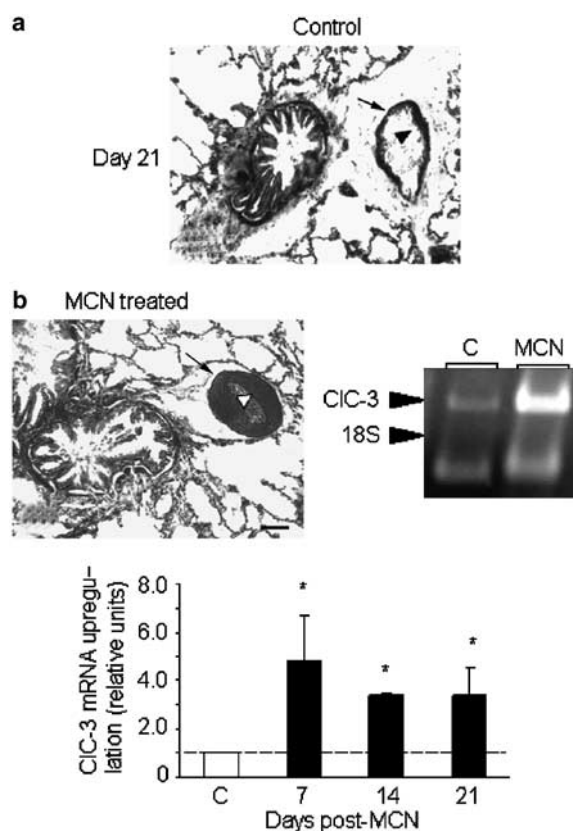 a
Control
Day 21
b
MCN treated
C MCN
ClC-3
18S
ClC-3 mRNA upregu-
lation (relative units)
8.0
6.0
4.0
2.0
0
*
*
*
C 7 14 21
Days post-MCN